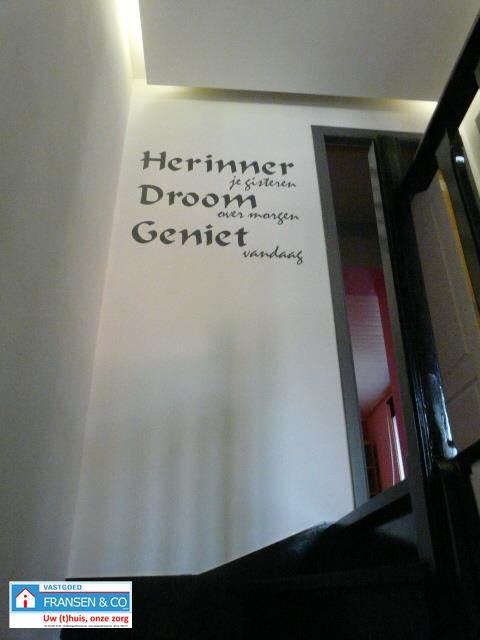 Herinner
je gisteren
Droom
over morgen
Geniet
vandaag
VASTGOED
FRANSEN & CO
Uw (t)huis, onze zorg